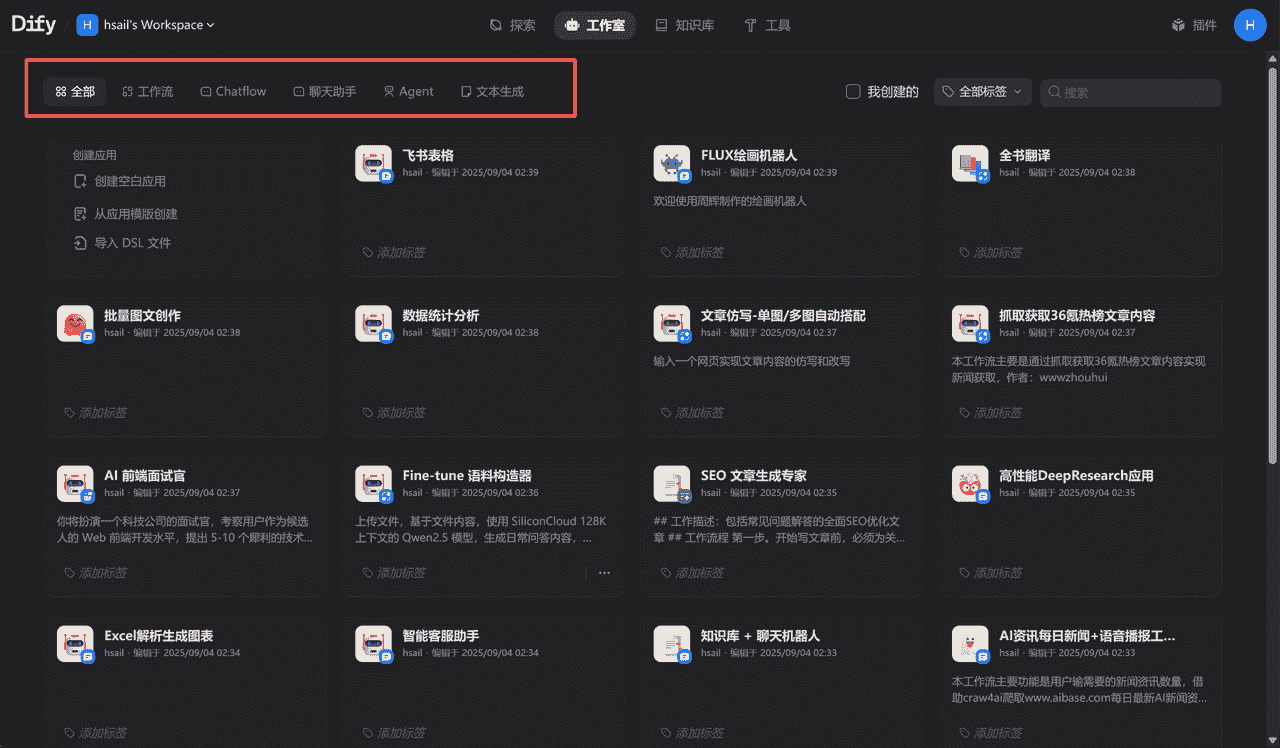 Dify / H hsail's Workspace
探索 工作室 知识库 工具
插件 H
全部 工作流 Chatflow 聊天助手 Agent 文本生成
我创建的 全部标签 搜索
创建应用
创建空白应用
从应用模版创建
导入 DSL 文件
飞书表格
hsail · 编辑于 2025/09/04 02:39
添加标签
FLUX绘画机器人
hsail · 编辑于 2025/09/04 02:39
欢迎使用周辉制作的绘画机器人
添加标签
全书翻译
hsail · 编辑于 2025/09/04 02:38
添加标签
批量图文创作
hsail · 编辑于 2025/09/04 02:38
添加标签
数据统计分析
hsail · 编辑于 2025/09/04 02:38
添加标签
文章仿写-单图/多图自动搭配
hsail · 编辑于 2025/09/04 02:37
输入一个网页实现文章内容的仿写和改写
添加标签
抓取获取36氪热榜文章内容
hsail · 编辑于 2025/09/04 02:37
本工作流主要是通过抓取获取36氪热榜文章内容实现
新闻获取，作者：wwwzhouhui
添加标签
AI 前端面试官
hsail · 编辑于 2025/09/04 02:37
你将扮演一个科技公司的面试官，考察用户作为候选
人的 Web 前端开发水平，提出 5-10 个犀利的技术...
添加标签
Fine-tune 语料构造器
hsail · 编辑于 2025/09/04 02:36
上传文件，基于文件内容，使用 SiliconCloud 128K
上下文的 Qwen2.5 模型，生成日常问答内容，...
添加标签
SEO 文章生成专家
hsail · 编辑于 2025/09/04 02:35
## 工作描述：包括常见问题解答的全面SEO优化文
章 ## 工作流程 第一步。开始写文章前，必须为关...
添加标签
高性能DeepResearch应用
hsail · 编辑于 2025/09/04 02:35
添加标签
Excel解析生成图表
hsail · 编辑于 2025/09/04 02:34
添加标签
智能客服助手
hsail · 编辑于 2025/09/04 02:34
添加标签
知识库 + 聊天机器人
hsail · 编辑于 2025/09/04 02:33
添加标签
AI资讯每日新闻+语音播报工...
hsail · 编辑于 2025/09/04 02:33
本工作流主要功能是用户输需要的新闻资讯数量，借
助craw4ai爬取www.aibase.com每日最新AI新闻资...
添加标签